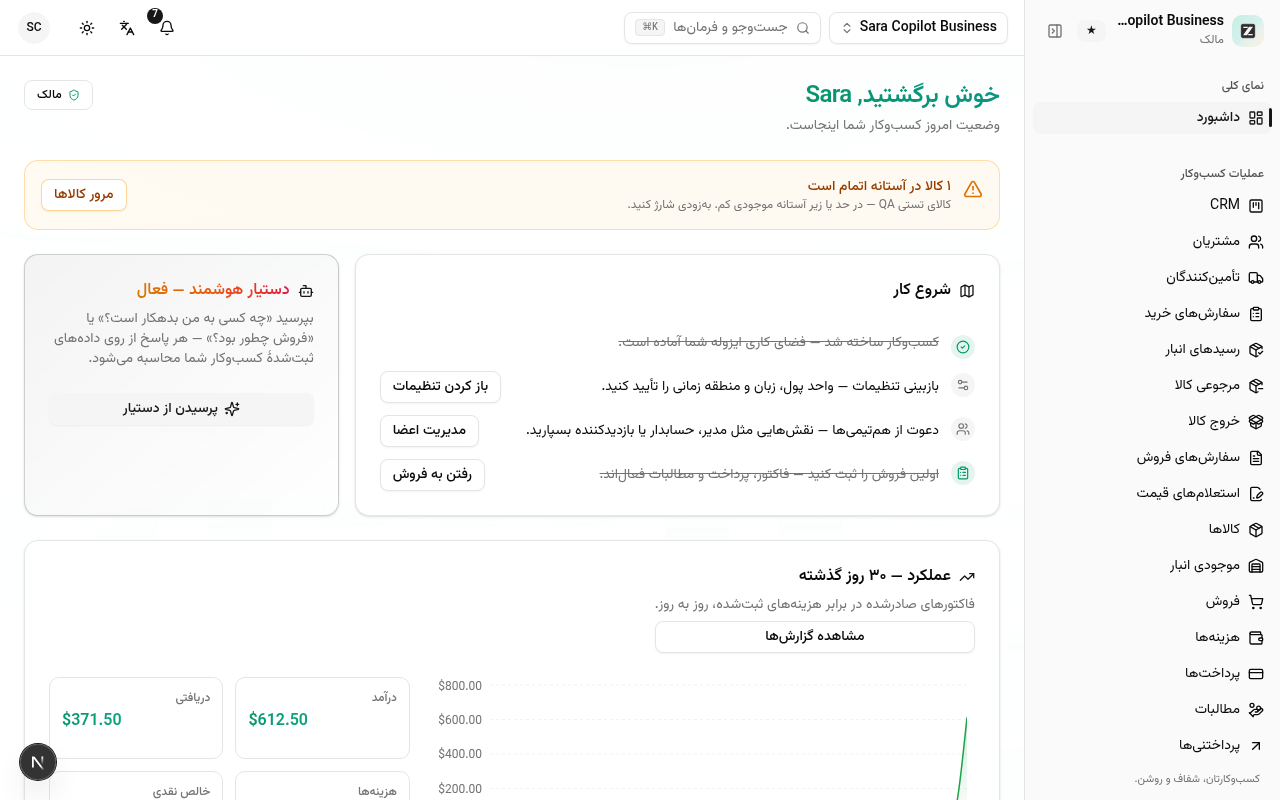 opilot Business...
مالک
★
نمای کلی
داشبورد
عملیات کسب‌وکار
CRM
مشتریان
تأمین‌کنندگان
سفارش‌های خرید
رسیدهای انبار
مرجوعی کالا
خروج کالا
سفارش‌های فروش
استعلام‌های قیمت
کالاها
موجودی انبار
فروش
هزینه‌ها
پرداخت‌ها
مطالبات
پرداختنی‌ها
کسب‌وکارتان، شفاف و روشن.
Sara Copilot Business
جست‌وجو و فرمان‌ها
⌘K
7
SC
خوش برگشتید, Sara
وضعیت امروز کسب‌وکار شما اینجاست.
مالک
۱ کالا در آستانه اتمام است
کالای تستی QA — در حد یا زیر آستانه موجودی کم. به‌زودی شارژ کنید.
مرور کالاها
شروع کار
کسب‌وکار ساخته شد — فضای کاری ایزوله شما آماده است.
بازبینی تنظیمات — واحد پول، زبان و منطقه زمانی را تأیید کنید.
باز کردن تنظیمات
دعوت از هم‌تیمی‌ها — نقش‌هایی مثل مدیر، حسابدار یا بازدیدکننده بسپارید.
مدیریت اعضا
اولین فروش را ثبت کنید — فاکتور، پرداخت و مطالبات فعال‌اند.
رفتن به فروش
دستیار هوشمند — فعال
بپرسید «چه کسی به من بدهکار است؟» یا
«فروش چطور بود؟» — هر پاسخ از روی داده‌های
ثبت‌شدهٔ کسب‌وکار شما محاسبه می‌شود.
پرسیدن از دستیار
عملکرد — ۳۰ روز گذشته
فاکتورهای صادرشده در برابر هزینه‌های ثبت‌شده، روز به روز.
مشاهده گزارش‌ها
$800.00
$600.00
$400.00
$200.00
درآمد
$612.50
دریافتی
$371.50
هزینه‌ها
خالص نقدی
N